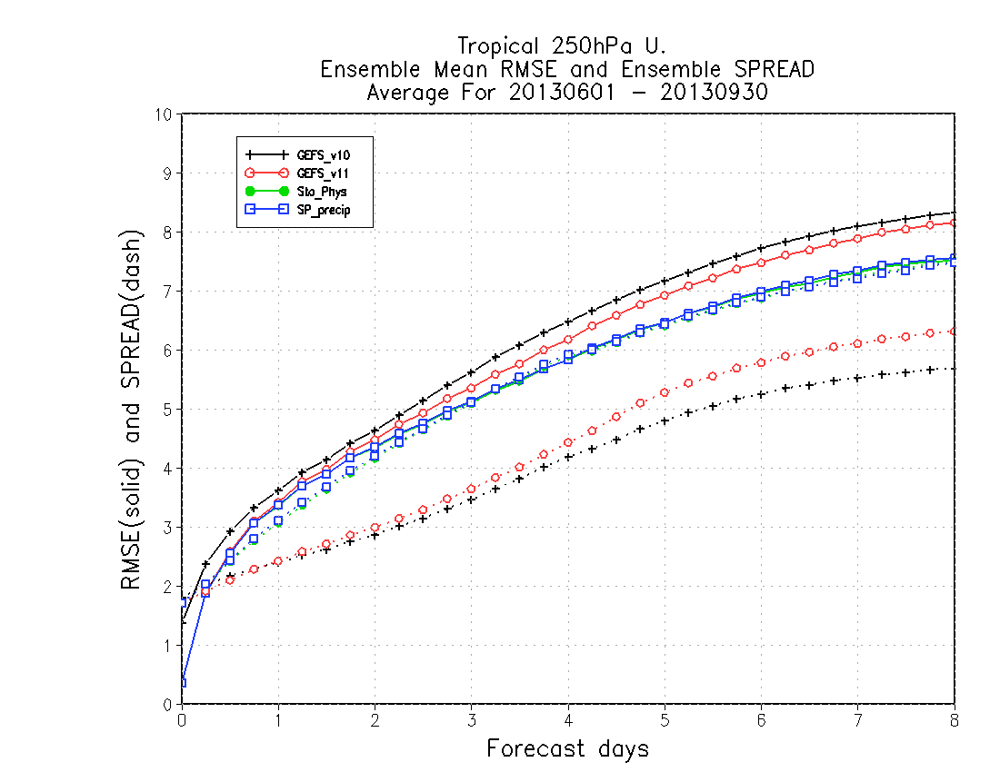 Tropical 250hPa U.
Ensemble Mean RMSE and Ensemble SPREAD
Average For 20130601 – 20130930
10
9
8
7
6
5
4
3
2
1
0
RMSE(solid) and SPREAD(dash)
GEFS_v10
GEFS_v11
Sto_Phys
SP_precip
0 1 2 3 4 5 6 7 8
Forecast days